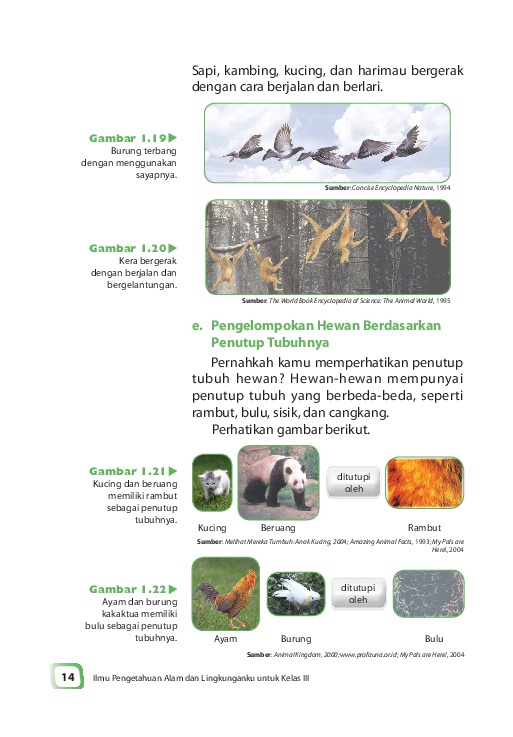 Sapi, kambing, kucing, dan harimau bergerak
dengan cara berjalan dan berlari.
Gambar 1.19
Burung terbang
dengan menggunakan
sayapnya.
Sumber: Concise Encyclopedia Nature, 1994
Gambar 1.20
Kera bergerak
dengan berjalan dan
bergelantungan.
Sumber: The World Book Encyclopedia of Science: The Animal World, 1995
e. Pengelompokan Hewan Berdasarkan
Penutup Tubuhnya
Pernahkah kamu memperhatikan penutup
tubuh hewan? Hewan-hewan mempunyai
penutup tubuh yang berbeda-beda, seperti
rambut, bulu, sisik, dan cangkang.
Perhatikan gambar berikut.
Gambar 1.21
Kucing dan beruang
memiliki rambut
sebagai penutup
tubuhnya.
ditutupi
oleh
Kucing
Beruang
Rambut
Sumber: Melihat Mereka Tumbuh: Anak Kucing, 2004; Amazing Animal Facts, 1993; My Pals are
Here!, 2004
Gambar 1.22
Ayam dan burung
kakaktua memiliki
bulu sebagai penutup
tubuhnya.
ditutupi
oleh
Ayam
Burung
Bulu
Sumber: Animal Kingdom, 2000; www.profauna.or.id; My Pals are Here!, 2004
14 Ilmu Pengetahuan Alam dan Lingkunganku untuk Kelas III